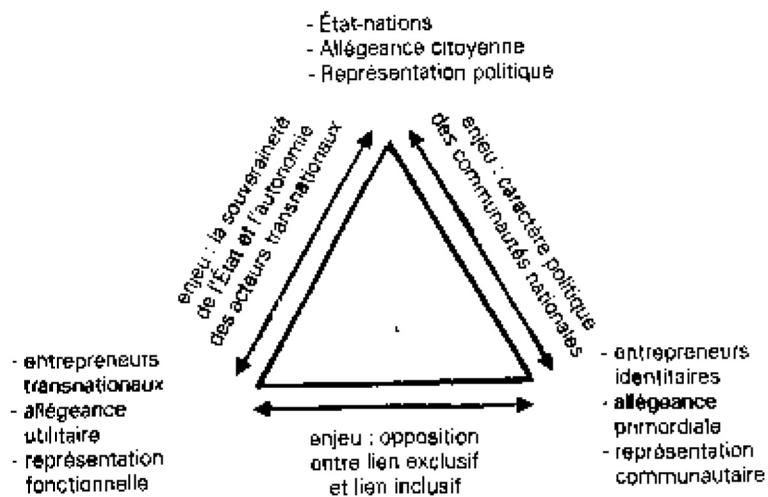 - État-nations
- Allégeance citoyenne
- Représentation politique
enjeu : la souveraineté
de l'État et l'autonomie
des acteurs transnationaux
enjeu : caractère politique
des communautés nationales
- entrepreneurs
transnationaux
- allégeance
utilitaire
- représentation
fonctionnelle
enjeu : opposition
entre lien exclusif
et lien inclusif
- entrepreneurs
identitaires
- allégeance
primordiale
- représentation
communautaire